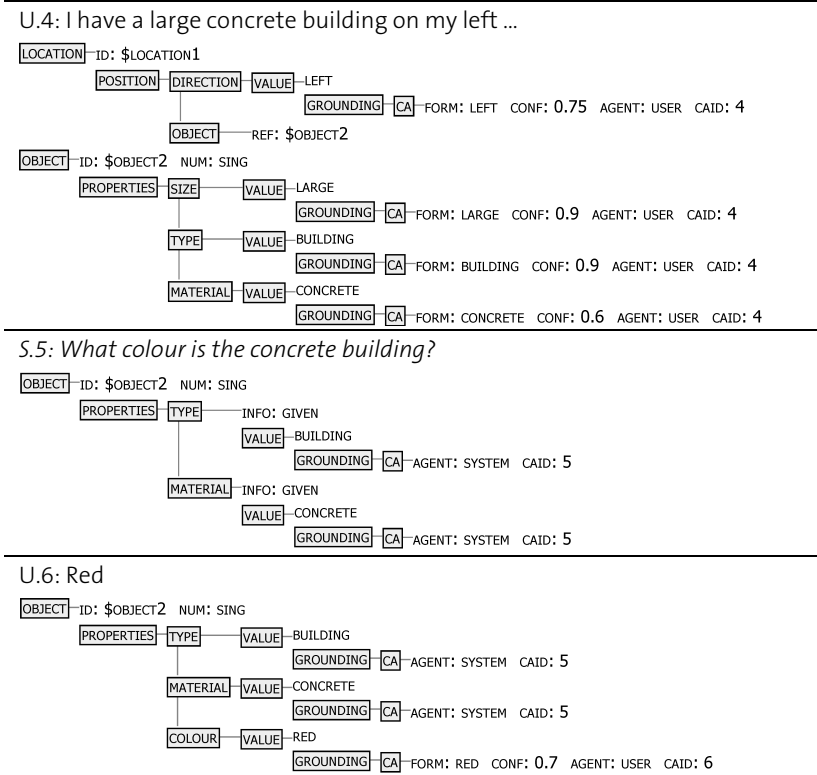 U.4: I have a large concrete building on my left ...
LOCATION ID: $LOCATION1
POSITION DIRECTION VALUE LEFT
GROUNDING CA FORM: LEFT CONF: 0.75 AGENT: USER CAID: 4
OBJECT REF: $OBJECT2
OBJECT ID: $OBJECT2 NUM: SING
PROPERTIES SIZE VALUE LARGE
GROUNDING CA FORM: LARGE CONF: 0.9 AGENT: USER CAID: 4
TYPE VALUE BUILDING
GROUNDING CA FORM: BUILDING CONF: 0.9 AGENT: USER CAID: 4
MATERIAL VALUE CONCRETE
GROUNDING CA FORM: CONCRETE CONF: 0.6 AGENT: USER CAID: 4
S.5: What colour is the concrete building?
OBJECT ID: $OBJECT2 NUM: SING
PROPERTIES TYPE INFO: GIVEN
VALUE BUILDING
GROUNDING CA AGENT: SYSTEM CAID: 5
MATERIAL INFO: GIVEN
VALUE CONCRETE
GROUNDING CA AGENT: SYSTEM CAID: 5
U.6: Red
OBJECT ID: $OBJECT2 NUM: SING
PROPERTIES TYPE VALUE BUILDING
GROUNDING CA AGENT: SYSTEM CAID: 5
MATERIAL VALUE CONCRETE
GROUNDING CA AGENT: SYSTEM CAID: 5
COLOUR VALUE RED
GROUNDING CA FORM: RED CONF: 0.7 AGENT: USER CAID: 6